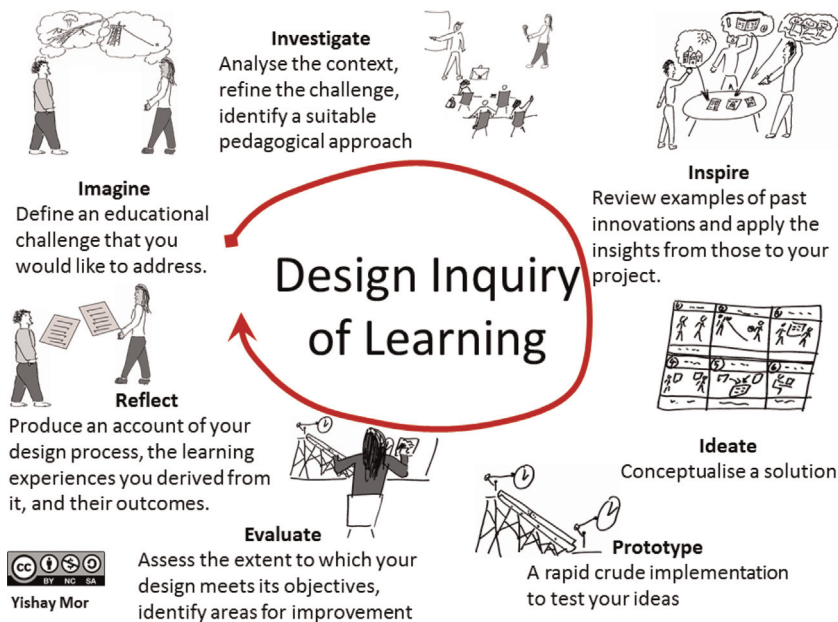 Imagine
Define an educational
challenge that you
would like to address.
Investigate
Analyse the context,
refine the challenge,
identify a suitable
pedagogical approach
Inspire
Review examples of past
innovations and apply the
insights from those to your
project.
Design Inquiry
of Learning
Ideate
Conceptualise a solution
Prototype
A rapid crude implementation
to test your ideas
Evaluate
Assess the extent to which your
design meets its objectives,
identify areas for improvement
Reflect
Produce an account of your
design process, the learning
experiences you derived from
it, and their outcomes.
cc
BY NC SA
Yishay Mor